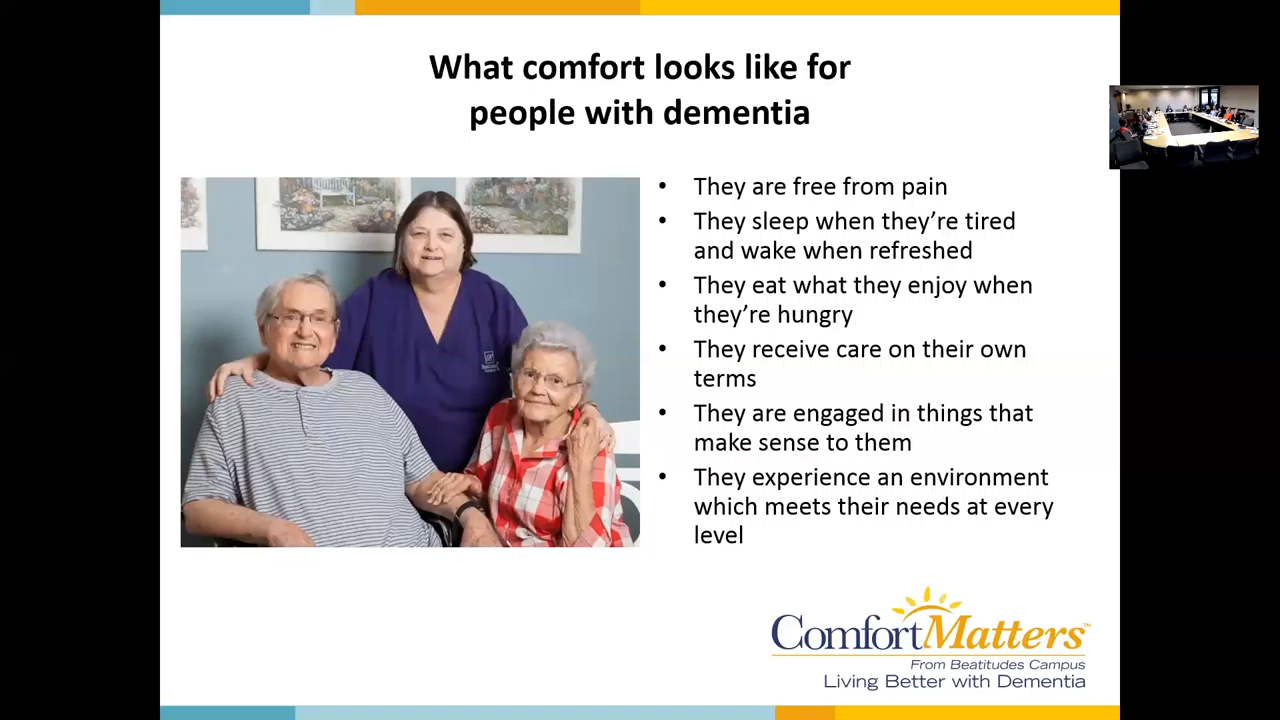 What comfort looks like for
people with dementia
• They are free from pain
• They sleep when they’re tired
and wake when refreshed
• They eat what they enjoy when
they’re hungry
• They receive care on their own
terms
• They are engaged in things that
make sense to them
• They experience an environment
which meets their needs at every
level
ComfortMatters™
From Beatitudes Campus
Living Better with Dementia